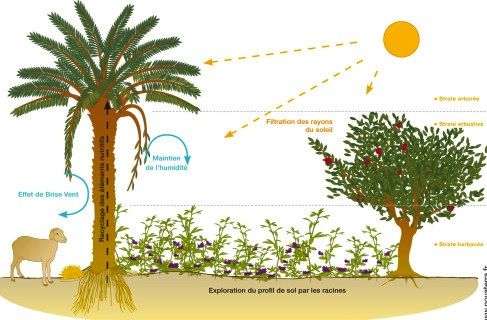 • Strate arborée
• Strate arbustive
Filtration des rayons
du soleil
Recyclage des éléments nutritifs
Maintien
de l'humidité
Effet de Brise Vent
• Strate herbacée
Exploration du profil de sol par les racines